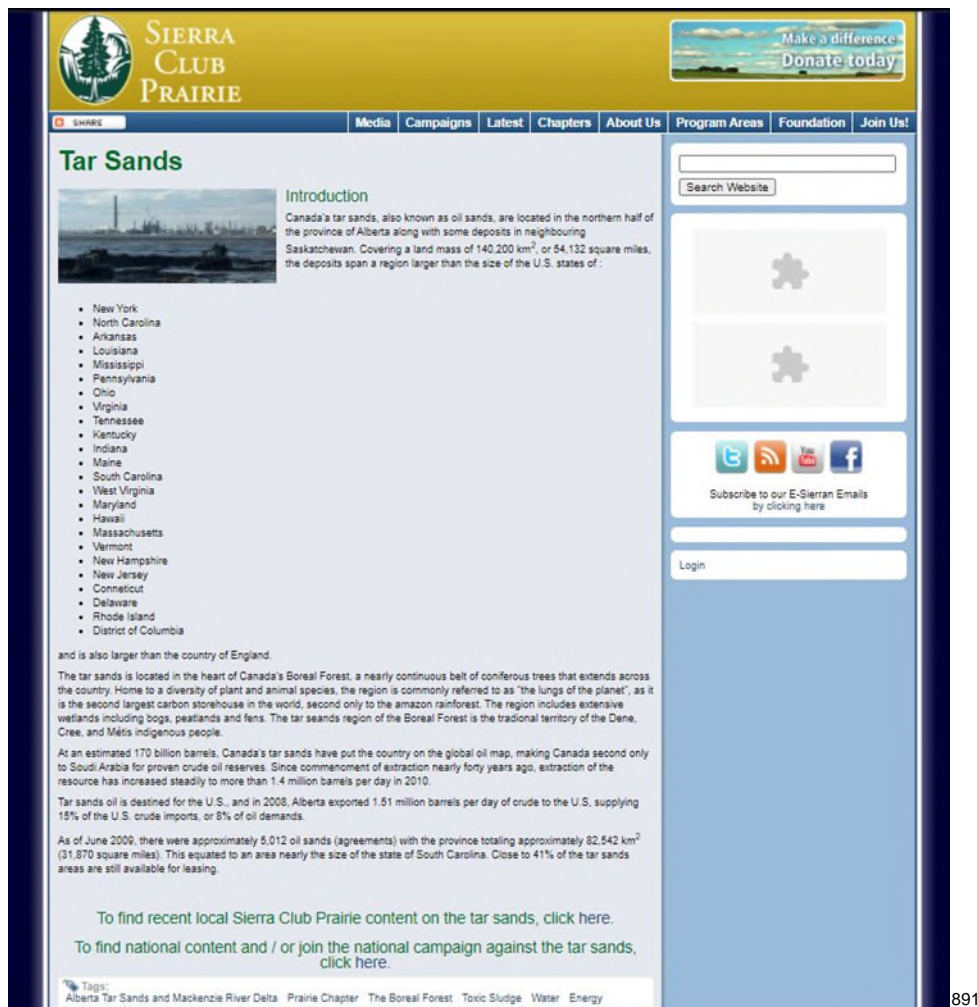 SIERRA
CLUB
PRAIRIE
Make a difference
Donate today
SHARE
Media Campaigns Latest Chapters About Us Program Areas Foundation Join Us!
Tar Sands
Introduction
Canada's tar sands, also known as oil sands, are located in the northern half of
the province of Alberta along with some deposits in neighbouring
Saskatchewan. Covering a land mass of 140,200 km², or 54,132 square miles,
the deposits span a region larger than the size of the U.S. states of :
• New York
• North Carolina
• Arkansas
• Louisiana
• Mississippi
• Pennsylvania
• Ohio
• Virginia
• Tennessee
• Kentucky
• Indiana
• Maine
• South Carolina
• West Virginia
• Maryland
• Hawaii
• Massachusetts
• Vermont
• New Hampshire
• New Jersey
• Conneticut
• Delaware
• Rhode Island
• District of Columbia
and is also larger than the country of England.
The tar sands is located in the heart of Canada's Boreal Forest, a nearly continuous belt of coniferous trees that extends across
the country. Home to a diversity of plant and animal species, the region is commonly referred to as "the lungs of the planet", as it
is the second largest carbon storehouse in the world, second only to the amazon rainforest. The region includes extensive
wetlands including bogs, peatlands and fens. The tar seands region of the Boreal Forest is the tradional territory of the Dene,
Cree, and Métis indigenous people.
At an estimated 170 billion barrels, Canada's tar sands have put the country on the global oil map, making Canada second only
to Soudi Arabia for proven crude oil reserves. Since commencment of extraction nearly forty years ago, extraction of the
resource has increased steadily to more than 1.4 million barrels per day in 2010.
Tar sands oil is destined for the U.S., and in 2008, Alberta exported 1.51 million barrels per day of crude to the U.S, supplying
15% of the U.S. crude imports, or 8% of oil demands.
As of June 2009, there were approximately 5,012 oil sands (agreements) with the province totaling approximately 82,542 km²
(31,870 square miles). This equated to an area nearly the size of the state of South Carolina. Close to 41% of the tar sands
areas are still available for leasing.
To find recent local Sierra Club Prairie content on the tar sands, click here.
To find national content and / or join the national campaign against the tar sands,
click here.
Tags:
Alberta Tar Sands and Mackenzie River Delta Prairie Chapter The Boreal Forest Toxic Sludge Water Energy
Search Website
You
Tube
Subscribe to our E-Sierran Emails
by clicking here
Login
891